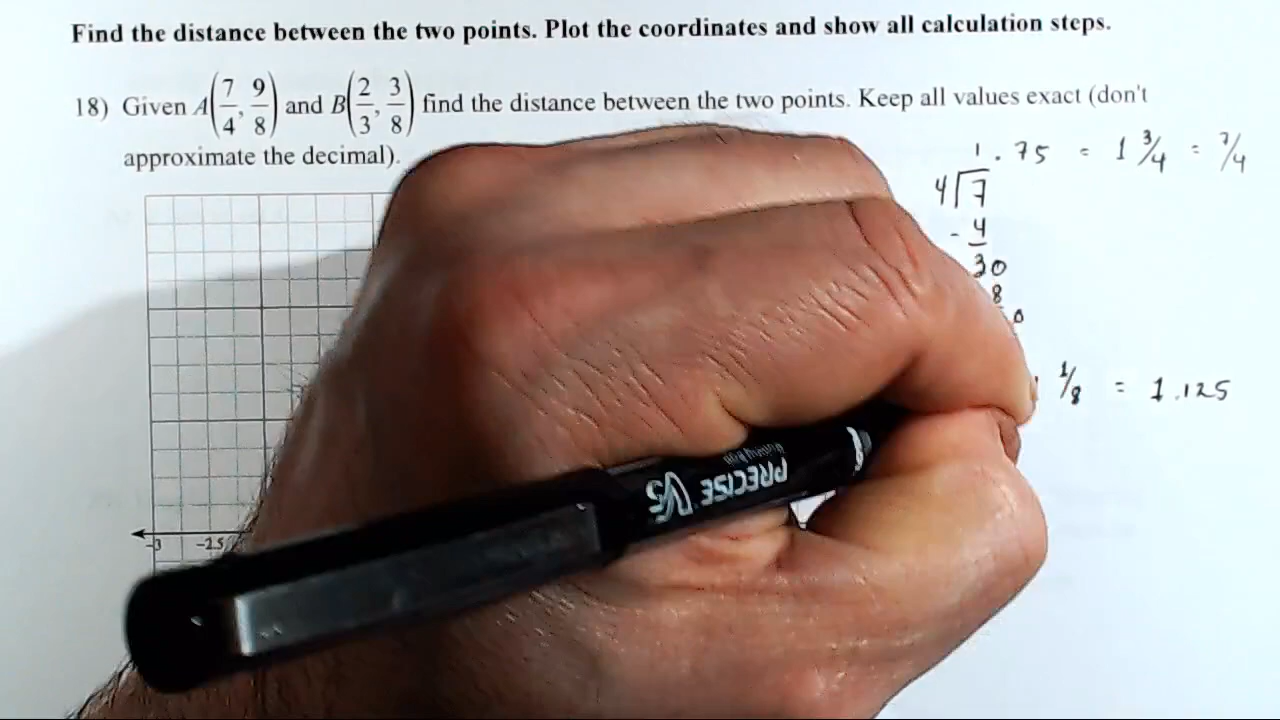 Find the distance between the two points. Plot the coordinates and show all calculation steps.
18) Given A(7/4, 9/8) and B(2/3, 3/8) find the distance between the two points. Keep all values exact (don't
approximate the decimal).
1.75 = 1 3/4 = 7/4
4 7
- 4
30
8
0
1/8 = 1.125
PRECISE V5
-3 -2.5